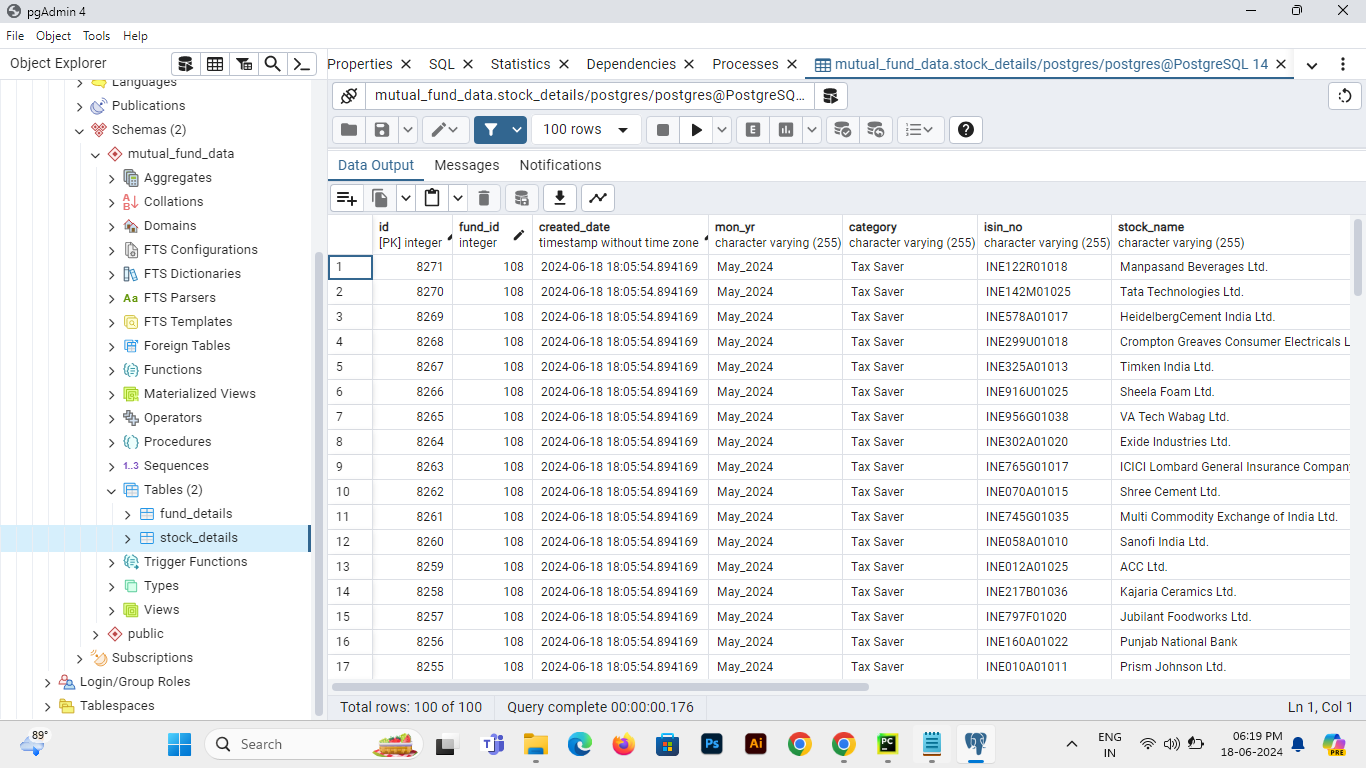 pgAdmin 4
File Object Tools Help
Object Explorer
Properties SQL Statistics Dependencies Processes mutual_fund_data.stock_details/postgres/postgres@PostgreSQL 14
Languages
Publications
Schemas (2)
mutual_fund_data
Aggregates
Collations
Domains
FTS Configurations
FTS Dictionaries
Aa FTS Parsers
FTS Templates
Foreign Tables
Functions
Materialized Views
Operators
Procedures
1..3 Sequences
Tables (2)
fund_details
stock_details
Trigger Functions
Types
Views
public
Subscriptions
Login/Group Roles
Tablespaces
mutual_fund_data.stock_details/postgres/postgres@PostgreSQ...
100 rows
Data Output Messages Notifications
id fund_id created_date mon_yr category isin_no stock_name
[PK] integer integer timestamp without time zone character varying (255) character varying (255) character varying (255) character varying (255)
1 8271 108 2024-06-18 18:05:54.894169 May_2024 Tax Saver INE122R01018 Manpasand Beverages Ltd.
2 8270 108 2024-06-18 18:05:54.894169 May_2024 Tax Saver INE142M01025 Tata Technologies Ltd.
3 8269 108 2024-06-18 18:05:54.894169 May_2024 Tax Saver INE578A01017 HeidelbergCement India Ltd.
4 8268 108 2024-06-18 18:05:54.894169 May_2024 Tax Saver INE299U01018 Crompton Greaves Consumer Electricals L
5 8267 108 2024-06-18 18:05:54.894169 May_2024 Tax Saver INE325A01013 Timken India Ltd.
6 8266 108 2024-06-18 18:05:54.894169 May_2024 Tax Saver INE916U01025 Sheela Foam Ltd.
7 8265 108 2024-06-18 18:05:54.894169 May_2024 Tax Saver INE956G01038 VA Tech Wabag Ltd.
8 8264 108 2024-06-18 18:05:54.894169 May_2024 Tax Saver INE302A01020 Exide Industries Ltd.
9 8263 108 2024-06-18 18:05:54.894169 May_2024 Tax Saver INE765G01017 ICICI Lombard General Insurance Company
10 8262 108 2024-06-18 18:05:54.894169 May_2024 Tax Saver INE070A01015 Shree Cement Ltd.
11 8261 108 2024-06-18 18:05:54.894169 May_2024 Tax Saver INE745G01035 Multi Commodity Exchange of India Ltd.
12 8260 108 2024-06-18 18:05:54.894169 May_2024 Tax Saver INE058A01010 Sanofi India Ltd.
13 8259 108 2024-06-18 18:05:54.894169 May_2024 Tax Saver INE012A01025 ACC Ltd.
14 8258 108 2024-06-18 18:05:54.894169 May_2024 Tax Saver INE217B01036 Kajaria Ceramics Ltd.
15 8257 108 2024-06-18 18:05:54.894169 May_2024 Tax Saver INE797F01020 Jubilant Foodworks Ltd.
16 8256 108 2024-06-18 18:05:54.894169 May_2024 Tax Saver INE160A01022 Punjab National Bank
17 8255 108 2024-06-18 18:05:54.894169 May_2024 Tax Saver INE010A01011 Prism Johnson Ltd.
Total rows: 100 of 100 Query complete 00:00:00.176 Ln 1, Col 1
89°
Search
Ps
Ai
PC
ENG
IN
06:19 PM
18-06-2024
PRE